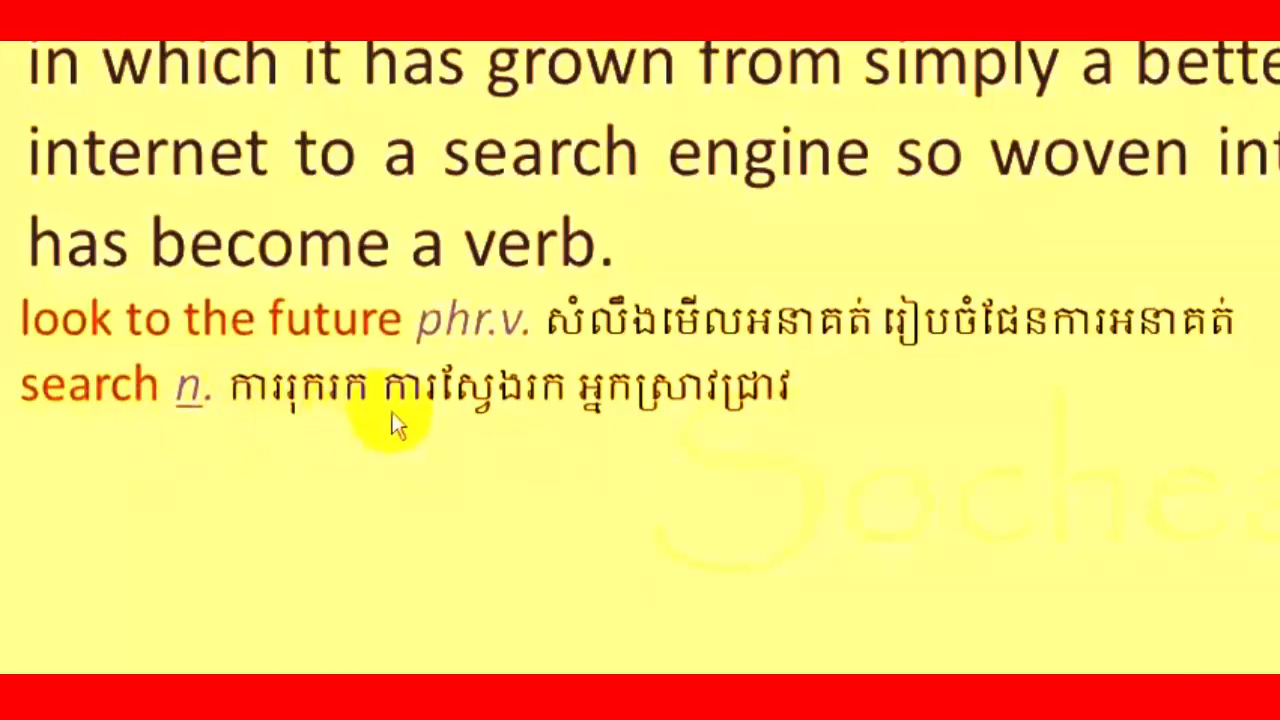 in which it has grown from simply a
internet to a search engine so woven
has become a verb.
look to the future phr.v. សំលឹងមើលអនាគត់ រៀបចំផែនការអនាគត់
search n. ការរុករក ការស្វែងរក អ្នកស្រាវជ្រាវ